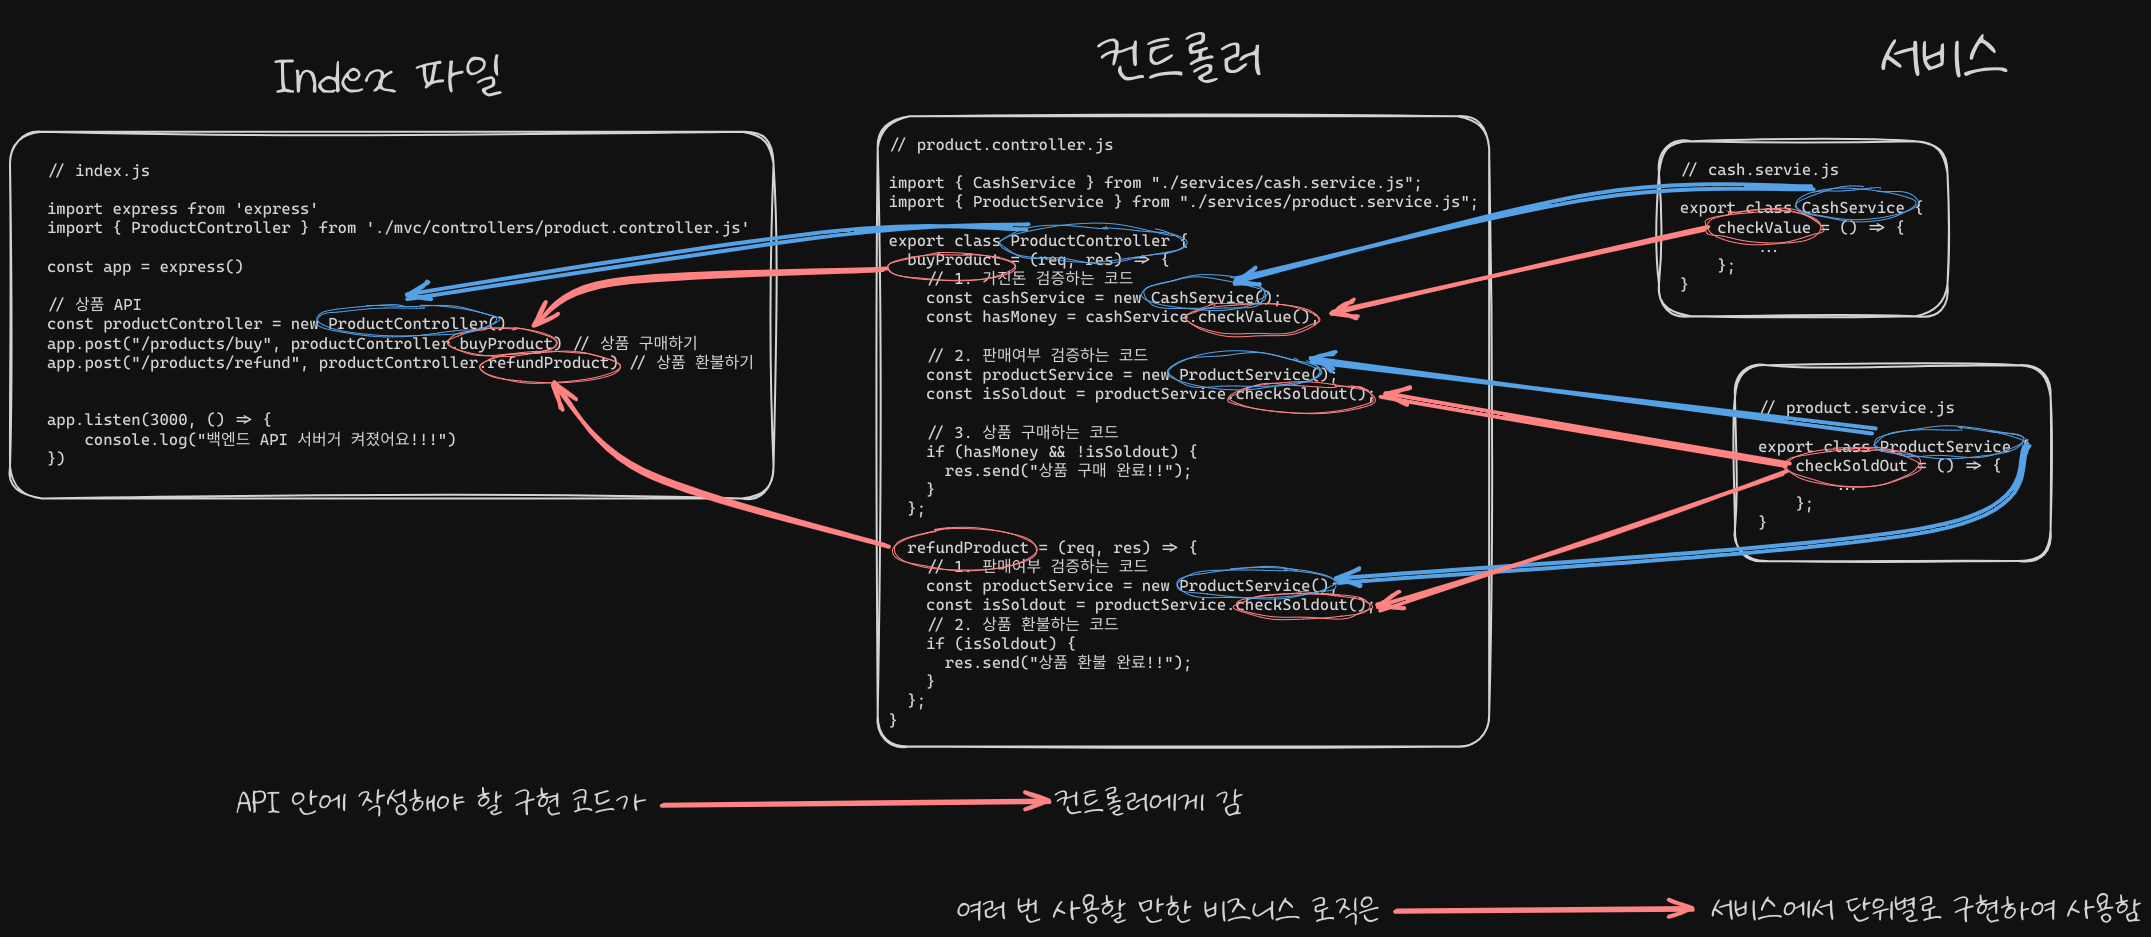 Index 파일
// index.js
import express from 'express'
import { ProductController } from './mvc/controllers/product.controller.js'
const app = express()
// 상품 API
const productController = new ProductController()
app.post("/products/buy", productController.buyProduct) // 상품 구매하기
app.post("/products/refund", productController.refundProduct) // 상품 환불하기
app.listen(3000, () => {
console.log("백엔드 API 서버거 켜졌어요!!!")
})
컨트롤러
// product.controller.js
import { CashService } from "./services/cash.service.js";
import { ProductService } from "./services/product.service.js";
export class ProductController {
buyProduct = (req, res) => {
// 1. 가진돈 검증하는 코드
const cashService = new CashService();
const hasMoney = cashService.checkValue();
// 2. 판매여부 검증하는 코드
const productService = new ProductService();
const isSoldout = productService.checkSoldout();
// 3. 상품 구매하는 코드
if (hasMoney && !isSoldout) {
res.send("상품 구매 완료!!");
}
};
refundProduct = (req, res) => {
// 1. 판매여부 검증하는 코드
const productService = new ProductService();
const isSoldout = productService.checkSoldout();
// 2. 상품 환불하는 코드
if (isSoldout) {
res.send("상품 환불 완료!!");
}
};
}
서비스
// cash.servie.js
export class CashService {
checkValue = () => {
...
};
}
// product.service.js
export class ProductService {
checkSoldOut = () => {
...
};
}
API 안에 작성해야 할 구현 코드가
컨트롤러에게 감
여러 번 사용할 만한 비즈니스 로직은
서비스에서 단위별로 구현하여 사용함